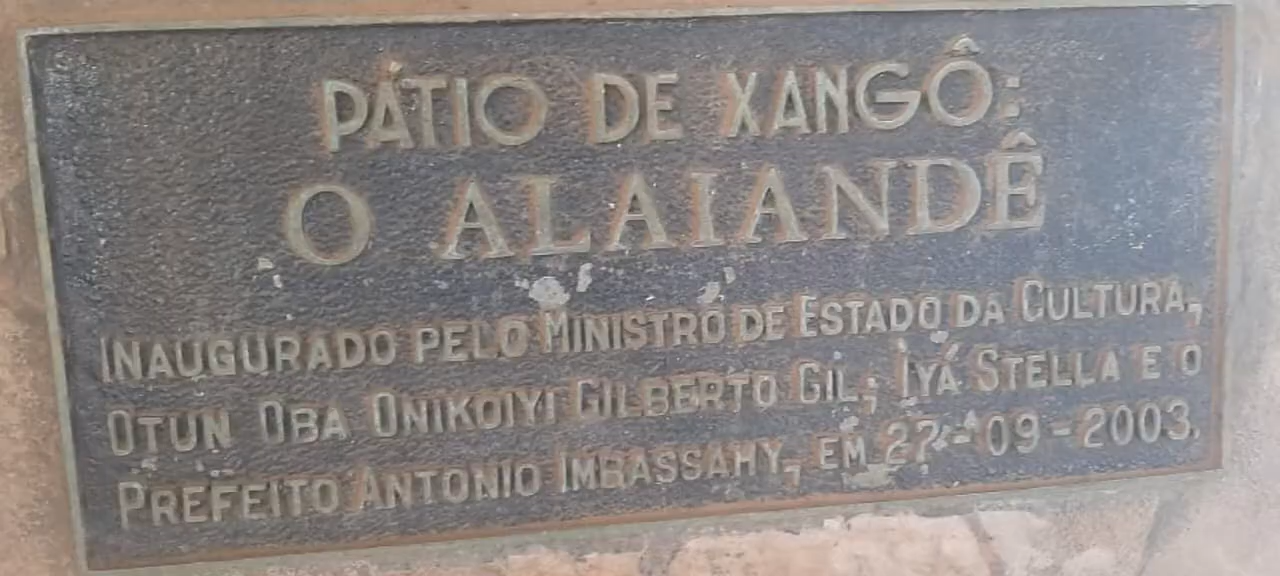 PÁTIO DE XANGÔ:
O ALAIANDÊ
INAUGURADO PELO MINISTRO DE ESTADO DA CULTURA,
OTUN OBA ONIKOIYI GILBERTO GIL; IYÁ STELLA E O
PREFEITO ANTONIO IMBASSAHY, EM 27-09-2003.